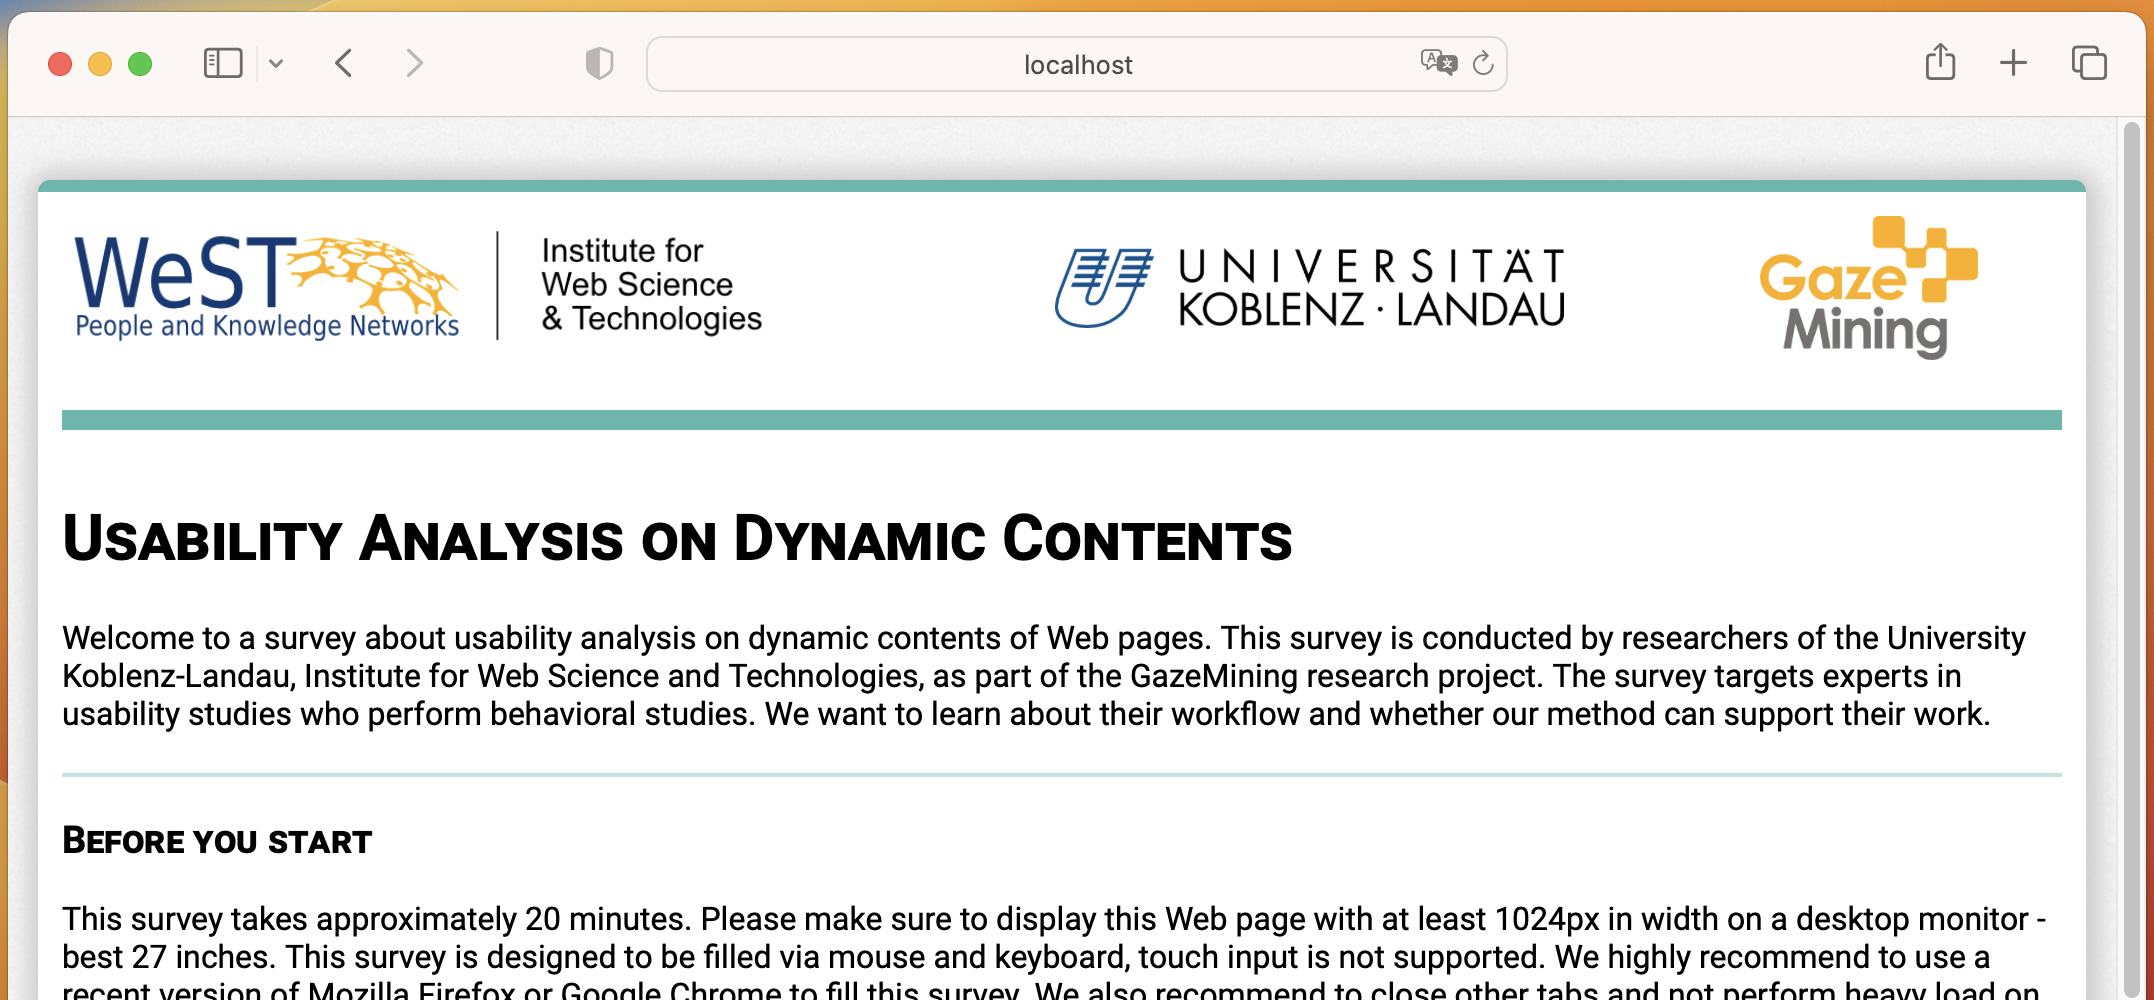 localhost
WeST
People and Knowledge Networks
Institute for
Web Science
& Technologies
UNIVERSITÄT
KOBLENZ · LANDAU
Gaze
Mining
Usability Analysis on Dynamic Contents
Welcome to a survey about usability analysis on dynamic contents of Web pages. This survey is conducted by researchers of the University
Koblenz-Landau, Institute for Web Science and Technologies, as part of the GazeMining research project. The survey targets experts in
usability studies who perform behavioral studies. We want to learn about their workflow and whether our method can support their work.
Before you start
This survey takes approximately 20 minutes. Please make sure to display this Web page with at least 1024px in width on a desktop monitor -
best 27 inches. This survey is designed to be filled via mouse and keyboard, touch input is not supported. We highly recommend to use a
recent version of Mozilla Firefox or Google Chrome to fill this survey. We also recommend to close other tabs and not perform heavy load on